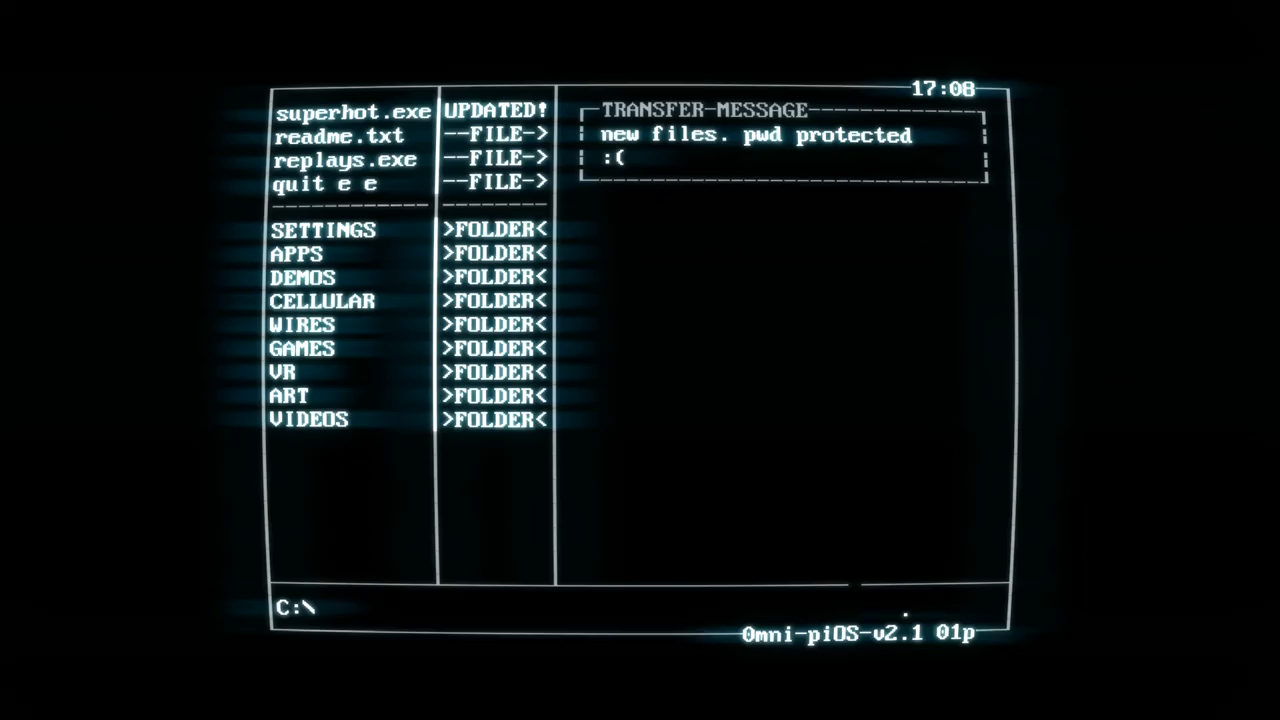 17:08
superhot.exe UPDATED!
readme.txt --FILE->
replays.exe --FILE->
quit e e --FILE->
SETTINGS >FOLDER<
APPS >FOLDER<
DEMOS >FOLDER<
CELLULAR >FOLDER<
WIRES >FOLDER<
GAMES >FOLDER<
VR >FOLDER<
ART >FOLDER<
VIDEOS >FOLDER<
TRANSFER-MESSAGE
new files. pwd protected
:(
C:\
0mni-piOS-v2.1 01p